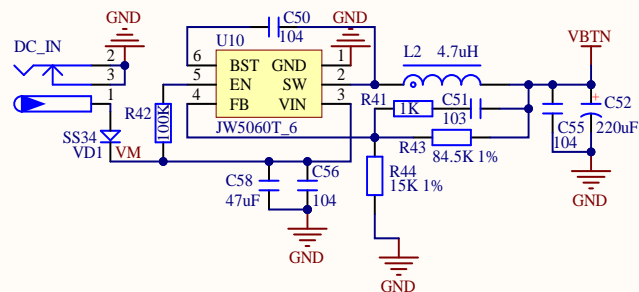 GND
C50
104
GND
DC_IN
U10
L2 4.7uH
VBTN
2
3
1
6 BST GND 1
5 EN SW 2
4 FB VIN 3
JW5060T_6
R42
100K
R41
1K
C51
103
C52
220uF
C55
104
SS34
VD1
VM
R43
84.5K 1%
C58
47uF
C56
104
R44
15K 1%
GND
GND
GND